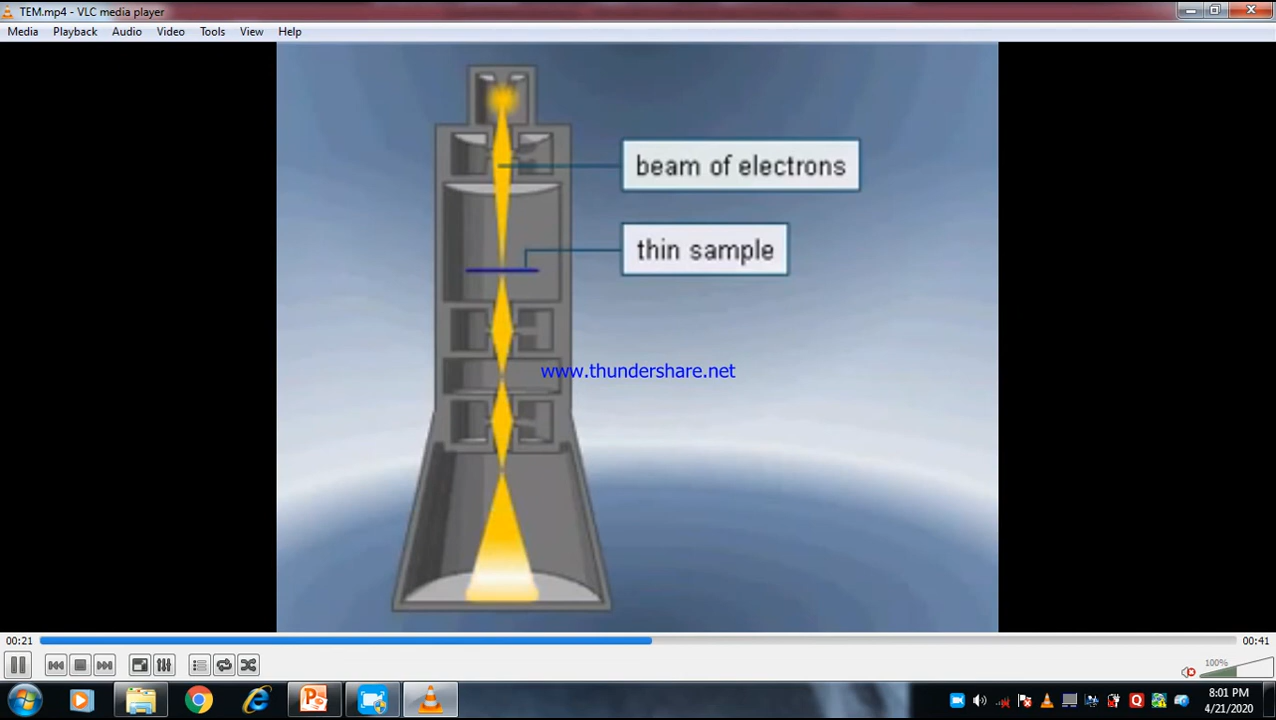 TEM.mp4 - VLC media player
Media Playback Audio Video Tools View Help
beam of electrons
thin sample
www.thundershare.net
00:21
00:41
100%
8:01 PM
4/21/2020